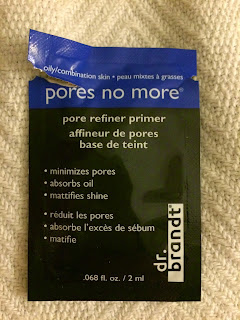 oily/combination skin • peau mixtes à grasses
pores no more®
pore refiner primer
affineur de pores
base de teint
• minimizes pores
• absorbs oil
• mattifies shine
• réduit les pores
• absorbe l'excès de sébum
• matifie
dr.
brandt®
.068 fl. oz. / 2 ml